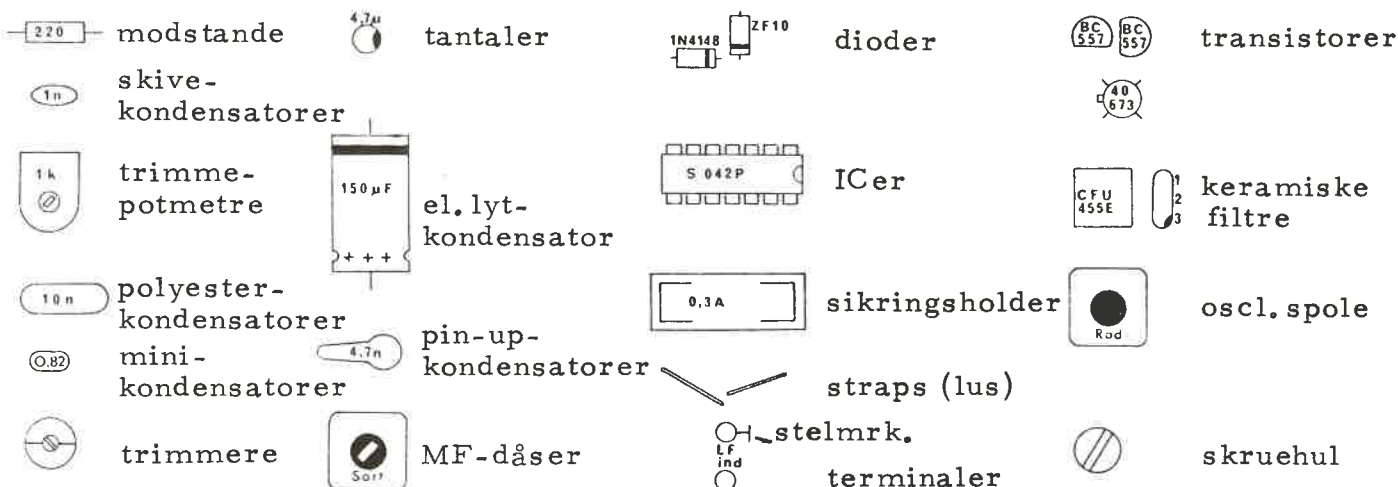 220
modstande
1n
skive-
kondensatorer
1k
trimme-
potmetre
10n
polyester-
kondensatorer
0,82
mini-
kondensatorer
trimmere
4,7µ
tantaler
150µF
+ + +
el.lyt-
kondensator
4,7n
pin-up-
kondensatorer
Sort
MF-dåser
1N4148
ZF10
dioder
S 042P
ICer
0,3A
sikringsholder
straps (lus)
stelmrk.
LF
ind
terminaler
BC
557
BC
557
transistorer
40
673
CFU
455E
1
2
3
keramiske
filtre
Rød
oscl.spole
skruehul